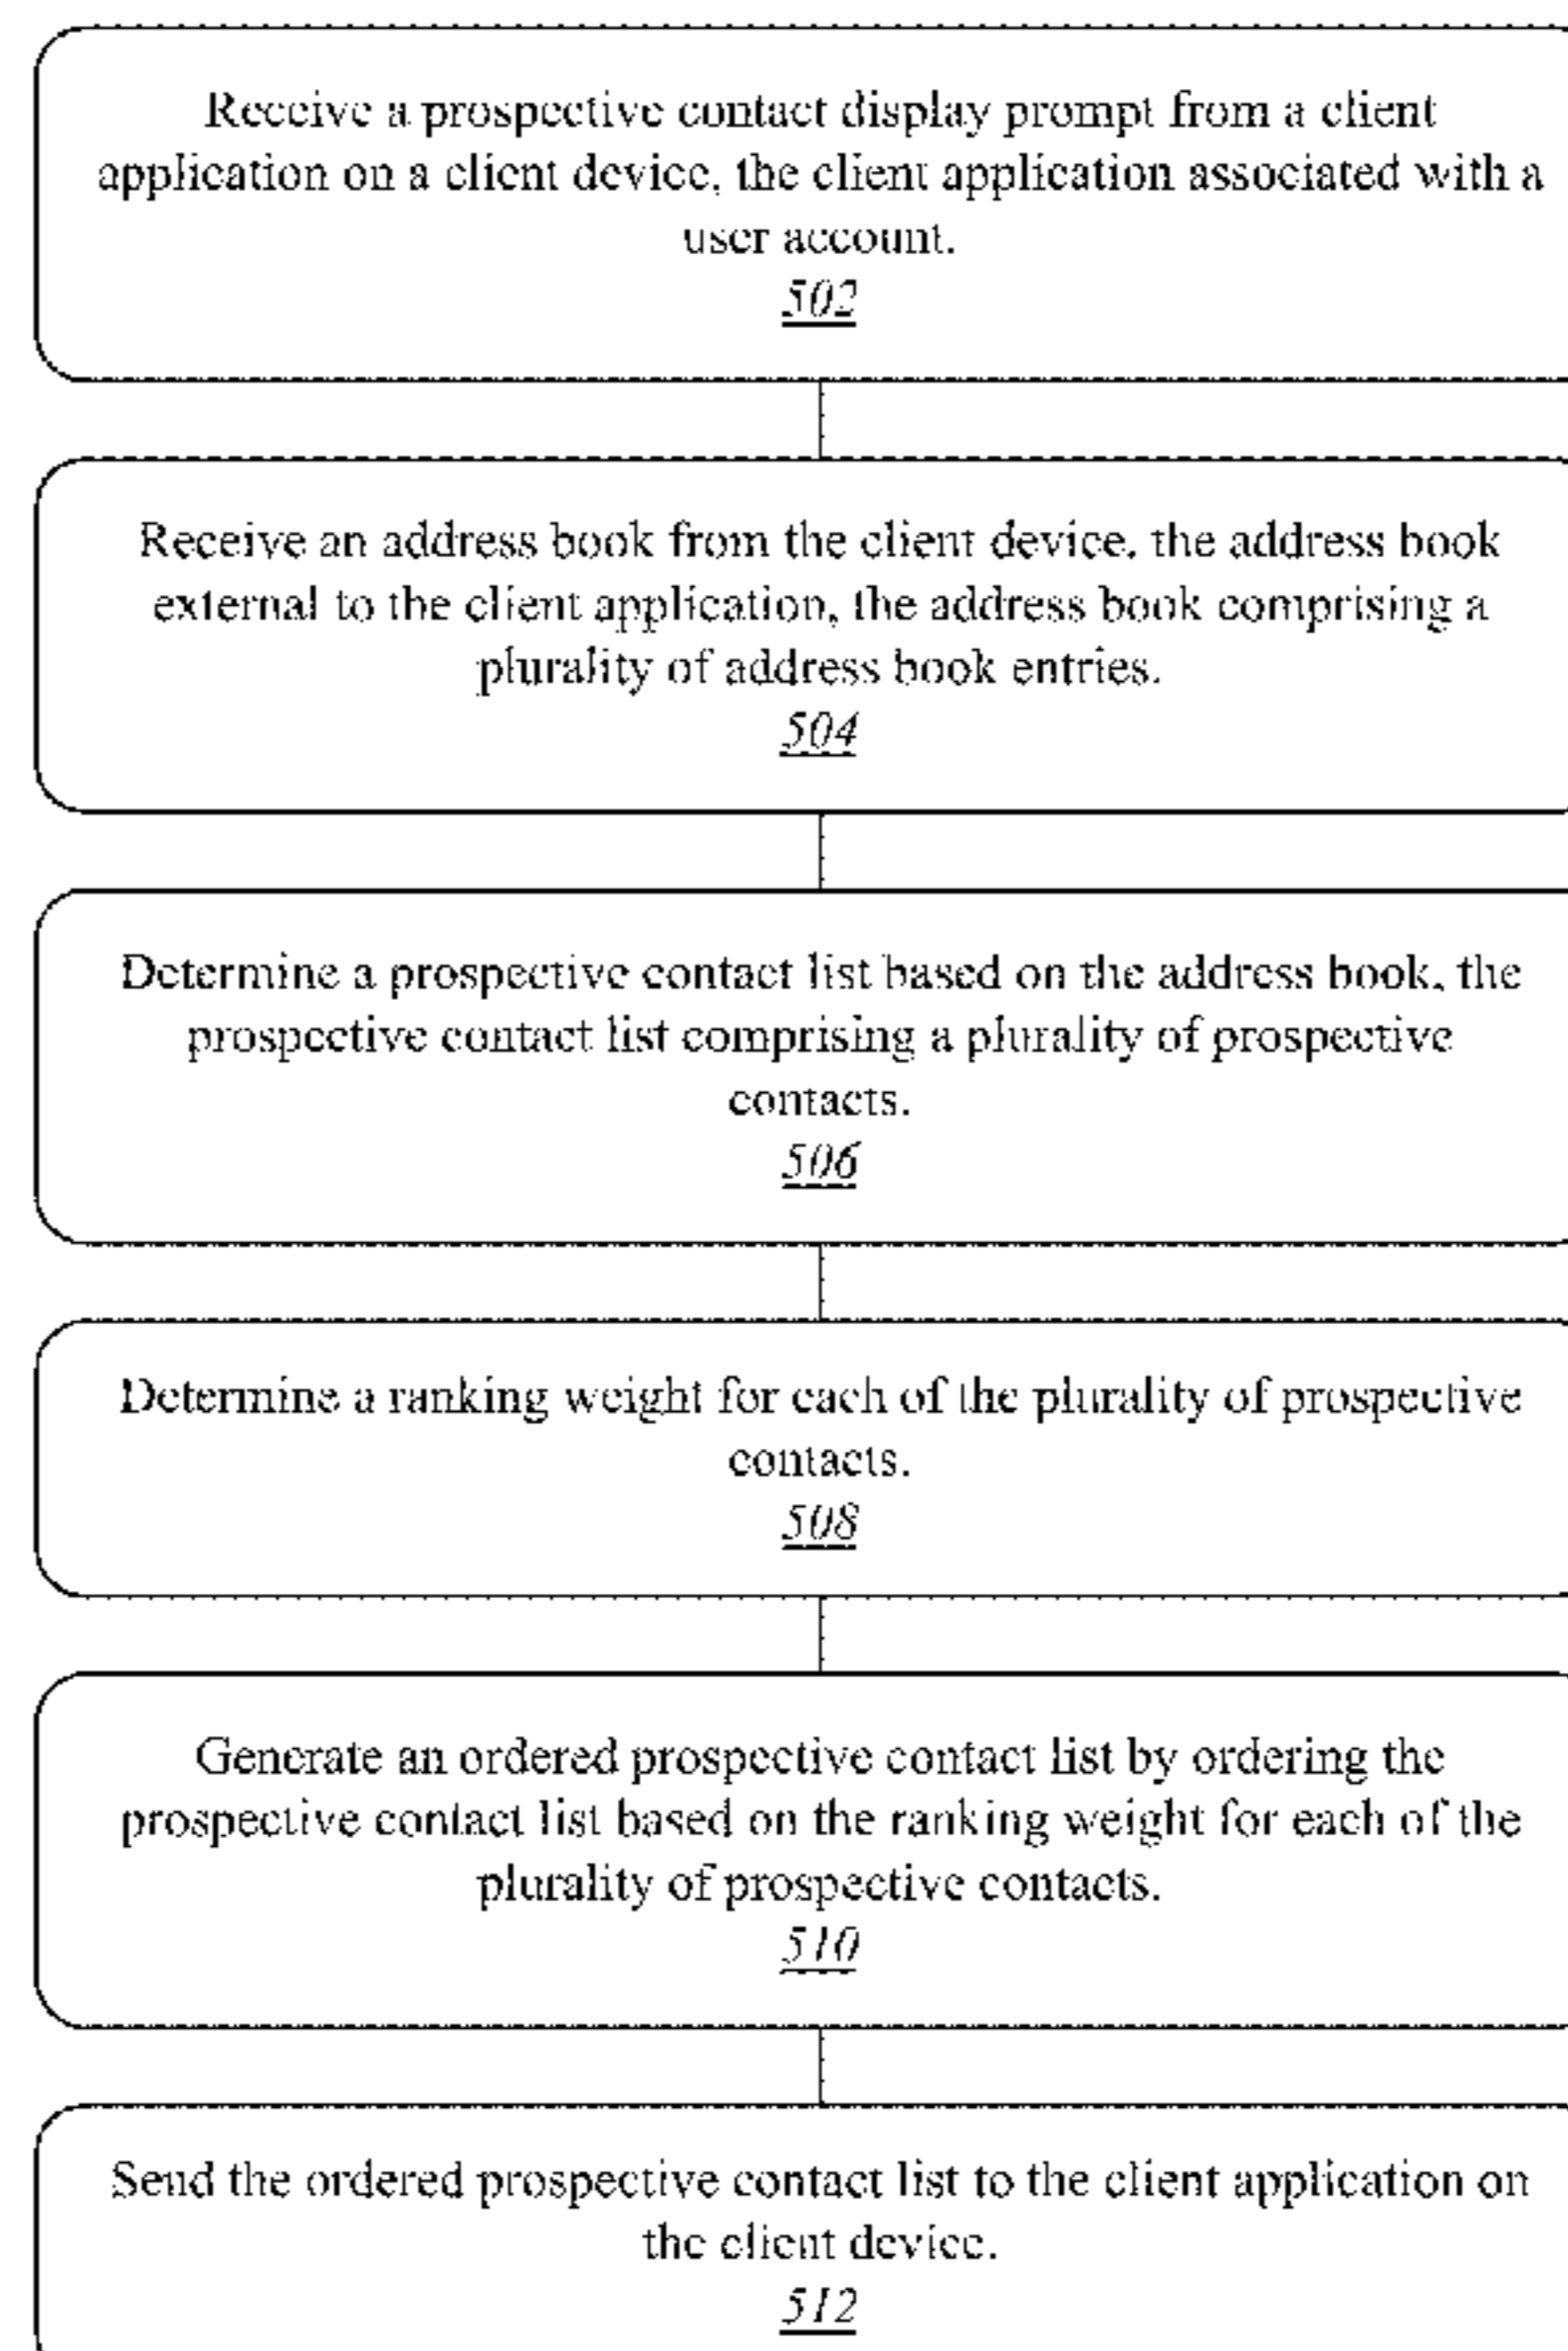 Receive a prospective contact display prompt from a client
application on a client device, the client application associated with a
user account.
502
Receive an address book from the client device, the address book
external to the client application, the address book comprising a
plurality of address book entries.
504
Determine a prospective contact list based on the address book, the
prospective contact list comprising a plurality of prospective
contacts.
506
Determine a ranking weight for each of the plurality of prospective
contacts.
508
Generate an ordered prospective contact list by ordering the
prospective contact list based on the ranking weight for each of the
plurality of prospective contacts.
510
Send the ordered prospective contact list to the client application on
the client device.
512